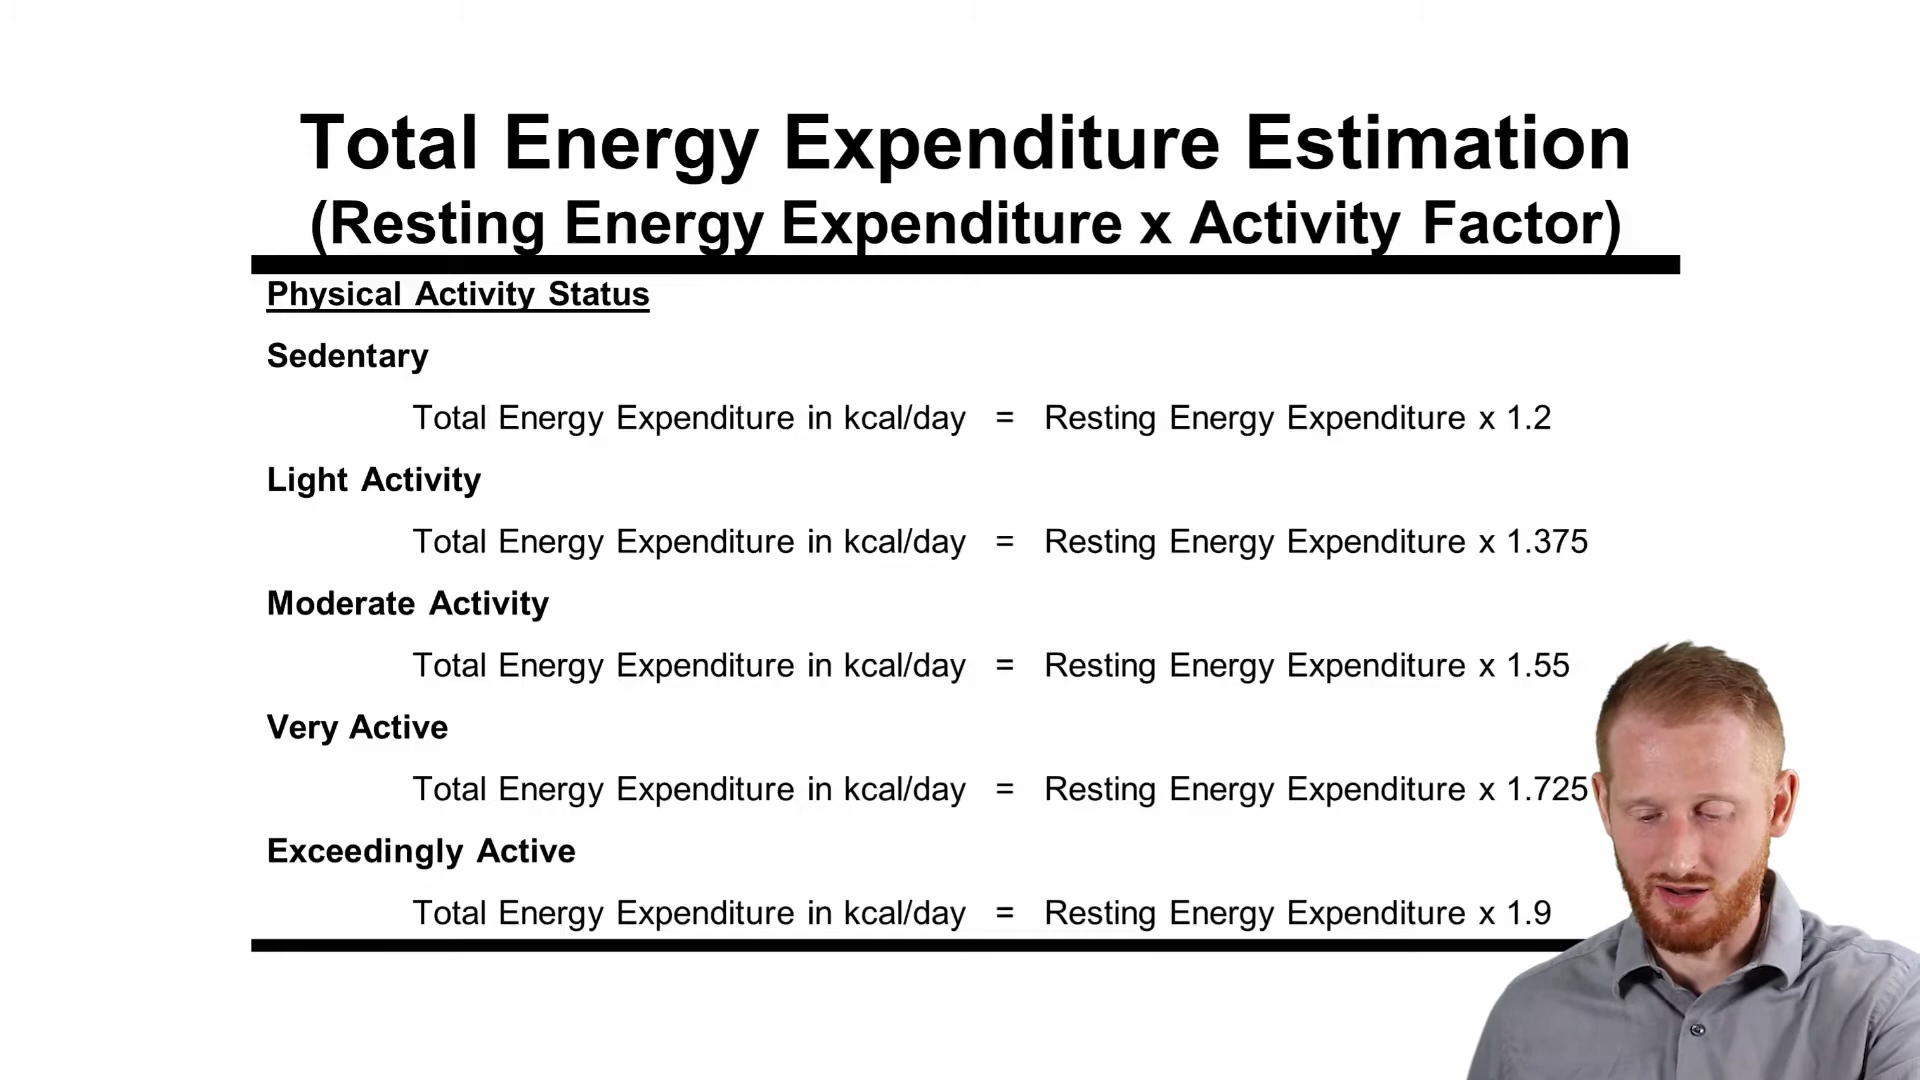 Total Energy Expenditure Estimation
(Resting Energy Expenditure x Activity Factor)
Physical Activity Status
Sedentary
Total Energy Expenditure in kcal/day = Resting Energy Expenditure x 1.2
Light Activity
Total Energy Expenditure in kcal/day = Resting Energy Expenditure x 1.375
Moderate Activity
Total Energy Expenditure in kcal/day = Resting Energy Expenditure x 1.55
Very Active
Total Energy Expenditure in kcal/day = Resting Energy Expenditure x 1.725
Exceedingly Active
Total Energy Expenditure in kcal/day = Resting Energy Expenditure x 1.9